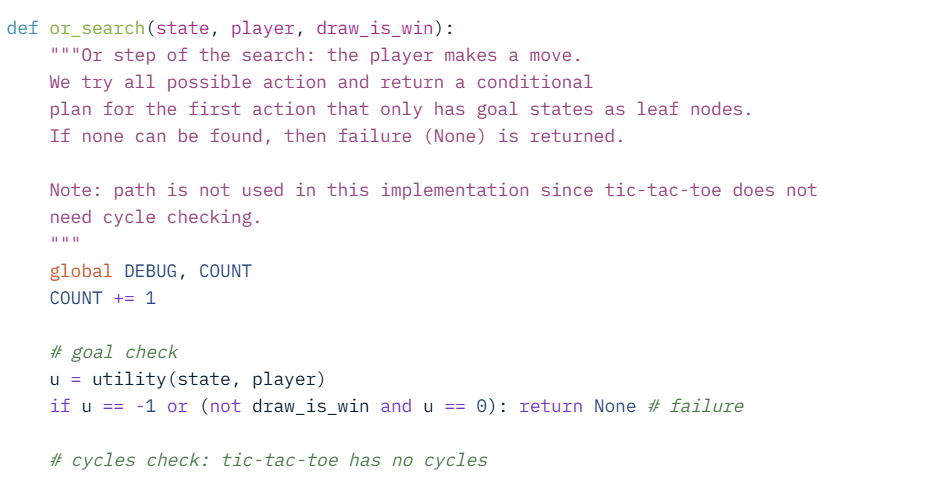 def or_search(state, player, draw_is_win):
    """Or step of the search: the player makes a move.
    We try all possible action and return a conditional
    plan for the first action that only has goal states as leaf nodes.
    If none can be found, then failure (None) is returned.

    Note: path is not used in this implementation since tic-tac-toe does not
    need cycle checking.
    """
    global DEBUG, COUNT
    COUNT += 1

    # goal check
    u = utility(state, player)
    if u == -1 or (not draw_is_win and u == 0): return None # failure

    # cycles check: tic-tac-toe has no cycles